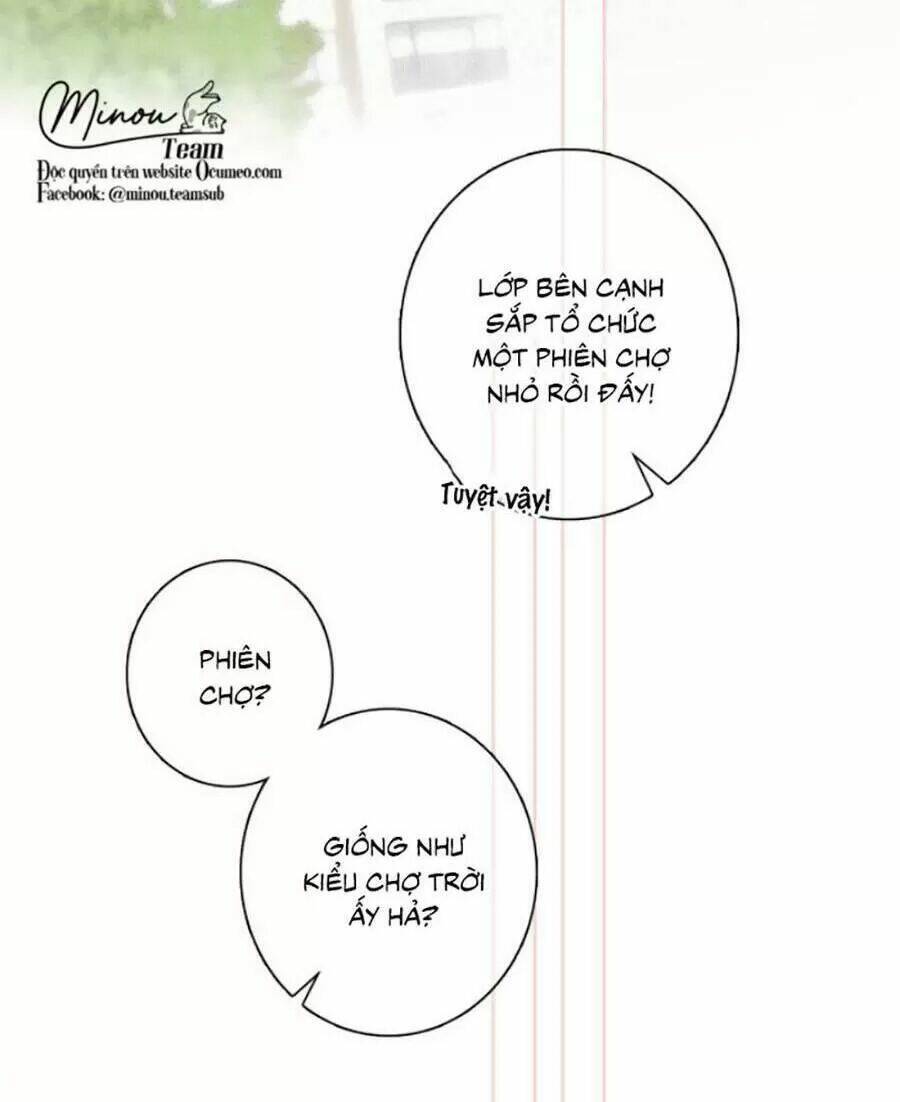 Minou
Team
Độc quyền trên website Ocumeo.com
Facebook: @minou.teamsub
LỚP BÊN CẠNH
SẮP TỔ CHỨC
MỘT PHIÊN CHỢ
NHỎ RỒI ĐẤY!
Tuyệt vậy!
PHIÊN
CHỢ?
GIỐNG NHƯ
KIỂU CHỢ TRỜI
ẤY HẢ?